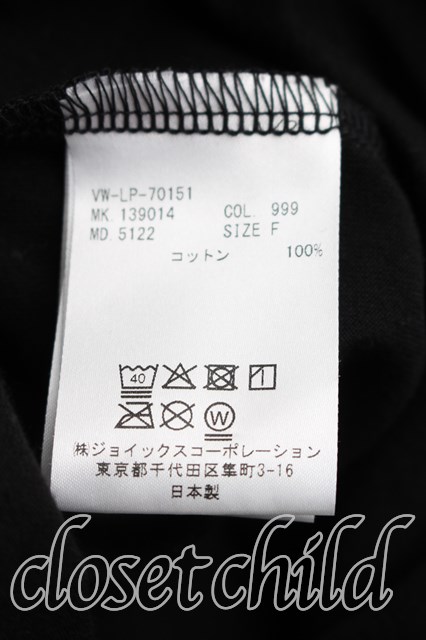 VW-LP-70151
MK. 139014 COL. 999
MD. 5122 SIZE F
コットン 100%
40
W
㈱ジョイックスコーポレーション
東京都千代田区隼町3-16
日本製
closet child